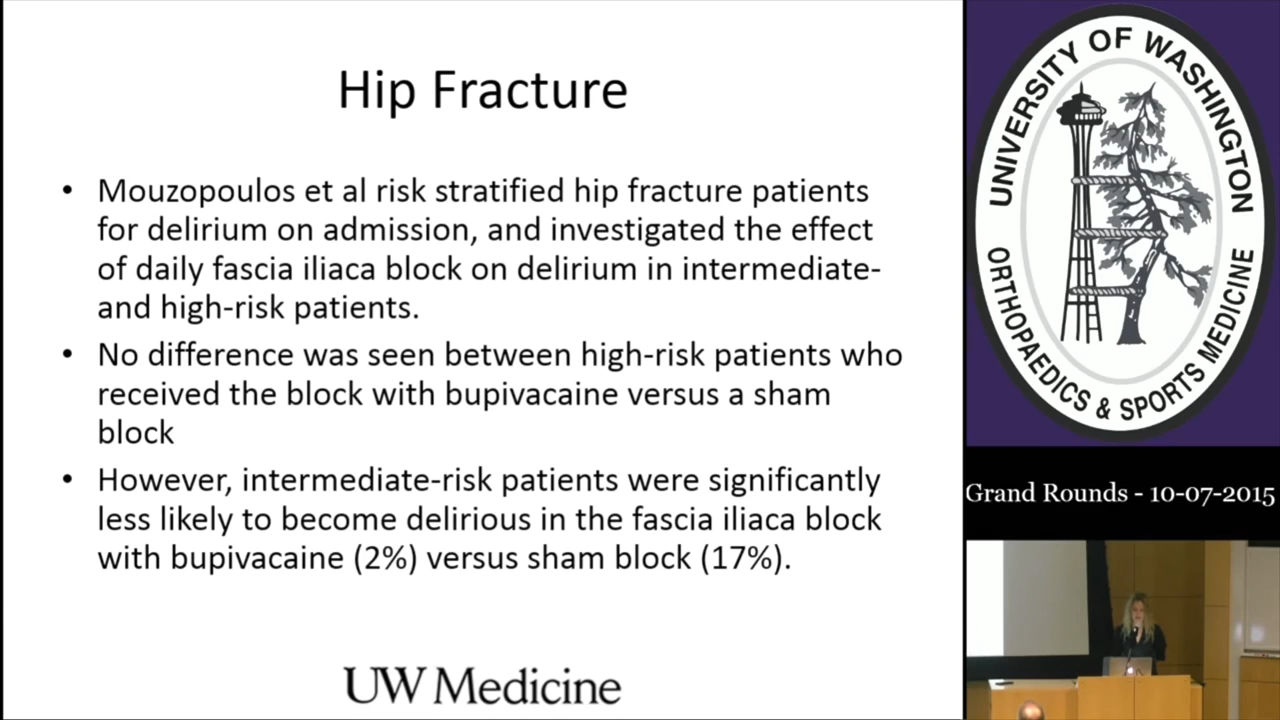 Hip Fracture
• Mouzopoulos et al risk stratified hip fracture patients
for delirium on admission, and investigated the effect
of daily fascia iliaca block on delirium in intermediate-
and high-risk patients.
• No difference was seen between high-risk patients who
received the block with bupivacaine versus a sham
block
• However, intermediate-risk patients were significantly
less likely to become delirious in the fascia iliaca block
with bupivacaine (2%) versus sham block (17%).
UW Medicine
UNIVERSITY OF WASHINGTON
ORTHOPAEDICS & SPORTS MEDICINE
Grand Rounds - 10-07-2015